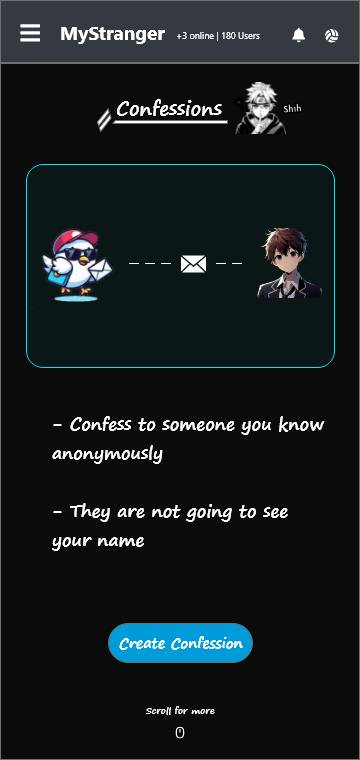 MyStranger +3 online | 180 Users
Confessions
Shh
- Confess to someone you know
anonymously
- They are not going to see
your name
Create Confession
Scroll for more